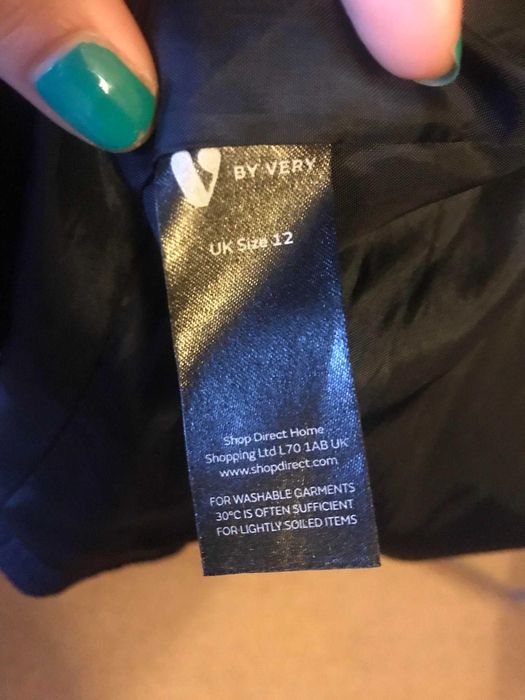 V BY VERY
UK Size 12
Shop Direct Home
Shopping Ltd L70 1AB UK
www.shopdirect.com
FOR WASHABLE GARMENTS
30°C IS OFTEN SUFFICIENT
FOR LIGHTLY SOILED ITEMS